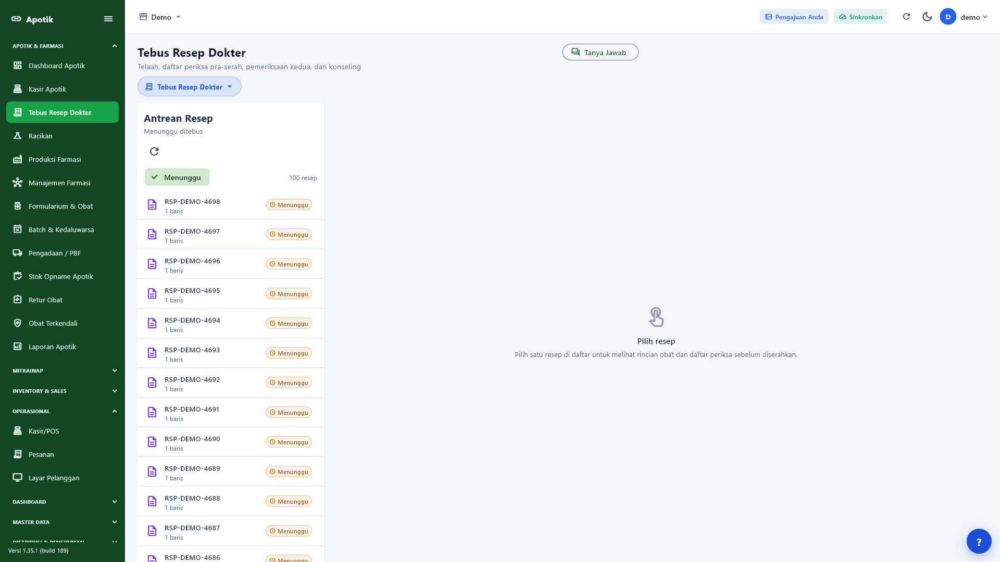 Apotik
APOTIK & FARMASI
Dashboard Apotik
Kasir Apotik
Tebus Resep Dokter
Racikan
Produksi Farmasi
Manajemen Farmasi
Formularium & Obat
Batch & Kedaluwarsa
Pengadaan / PBF
Stok Opname Apotik
Retur Obat
Obat Terkendali
Laporan Apotik
MITRAINAP
INVENTORY & SALES
OPERASIONAL
Kasir/POS
Pesanan
Layar Pelanggan
DASHBOARD
MASTER DATA
DISTRIBUSI & PENGIRIMAN
Versi 1.35.1 (build 189)
Demo
Pengajuan Anda
Sinkronkan
D
demo
Tebus Resep Dokter
Telaah, daftar periksa pra-serah, pemeriksaan kedua, dan konseling
Tanya Jawab
Tebus Resep Dokter
Antrean Resep
Menunggu ditebus
Menunggu
100 resep
RSP-DEMO-4698
1 baris
Menunggu
RSP-DEMO-4697
1 baris
Menunggu
RSP-DEMO-4696
1 baris
Menunggu
RSP-DEMO-4695
1 baris
Menunggu
RSP-DEMO-4694
1 baris
Menunggu
RSP-DEMO-4693
1 baris
Menunggu
RSP-DEMO-4692
1 baris
Menunggu
RSP-DEMO-4691
1 baris
Menunggu
RSP-DEMO-4690
1 baris
Menunggu
RSP-DEMO-4689
1 baris
Menunggu
RSP-DEMO-4688
1 baris
Menunggu
RSP-DEMO-4687
1 baris
Menunggu
RSP-DEMO-4686
Menunggu
Pilih resep
Pilih satu resep di daftar untuk melihat rincian obat dan daftar periksa sebelum diserahkan.
?